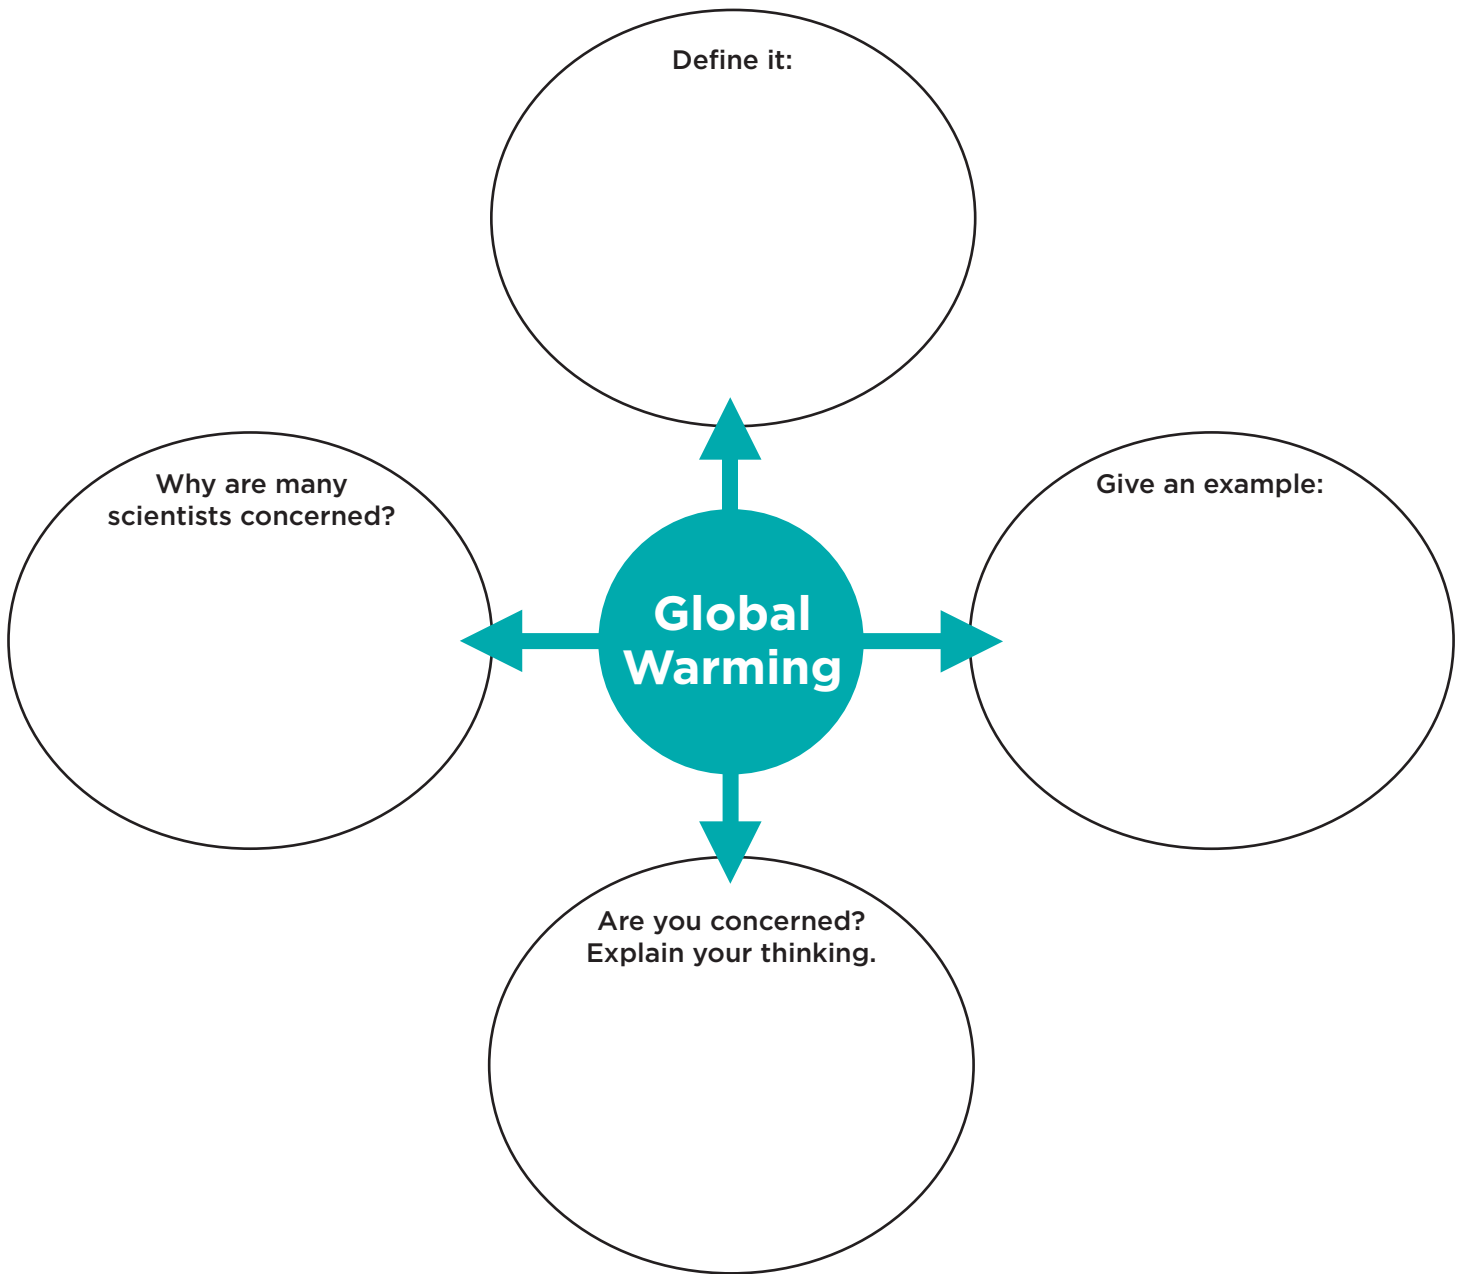 Define it:
Why are many
scientists concerned?
Give an example:
Global
Warming
Are you concerned?
Explain your thinking.